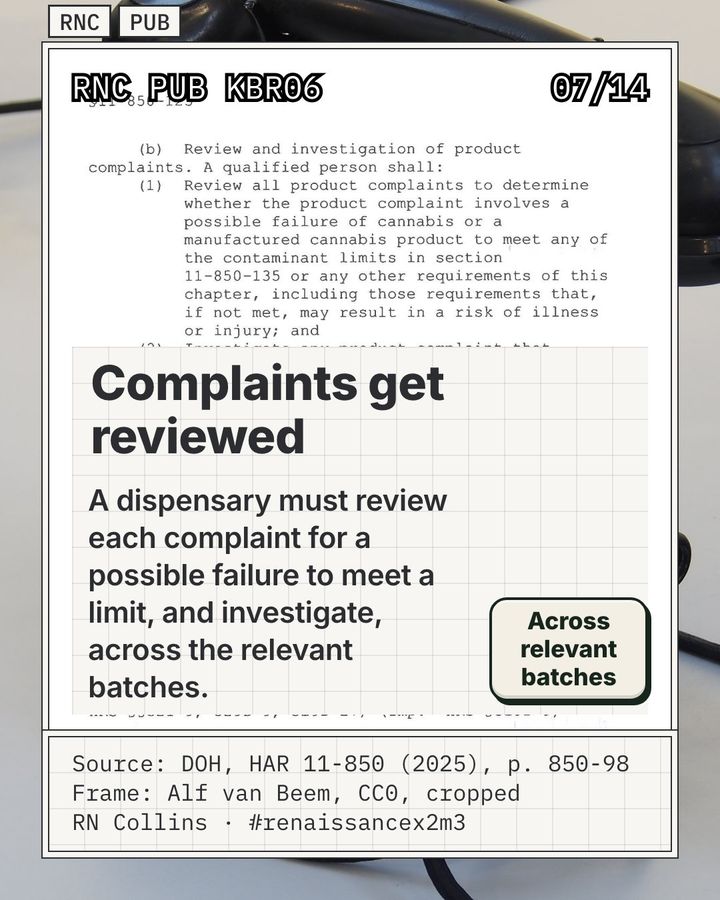 RNC PUB
RNC PUB KBR06 07/14
(b) Review and investigation of product
complaints. A qualified person shall:
(1) Review all product complaints to determine
whether the product complaint involves a
possible failure of cannabis or a
manufactured cannabis product to meet any of
the contaminant limits in section
11-850-135 or any other requirements of this
chapter, including those requirements that,
if not met, may result in a risk of illness
or injury; and
Complaints get
reviewed
A dispensary must review
each complaint for a
possible failure to meet a
limit, and investigate,
across the relevant
batches.
Across
relevant
batches
Source: DOH, HAR 11-850 (2025), p. 850-98
Frame: Alf van Beem, CC0, cropped
RN Collins · #renaissancex2m3